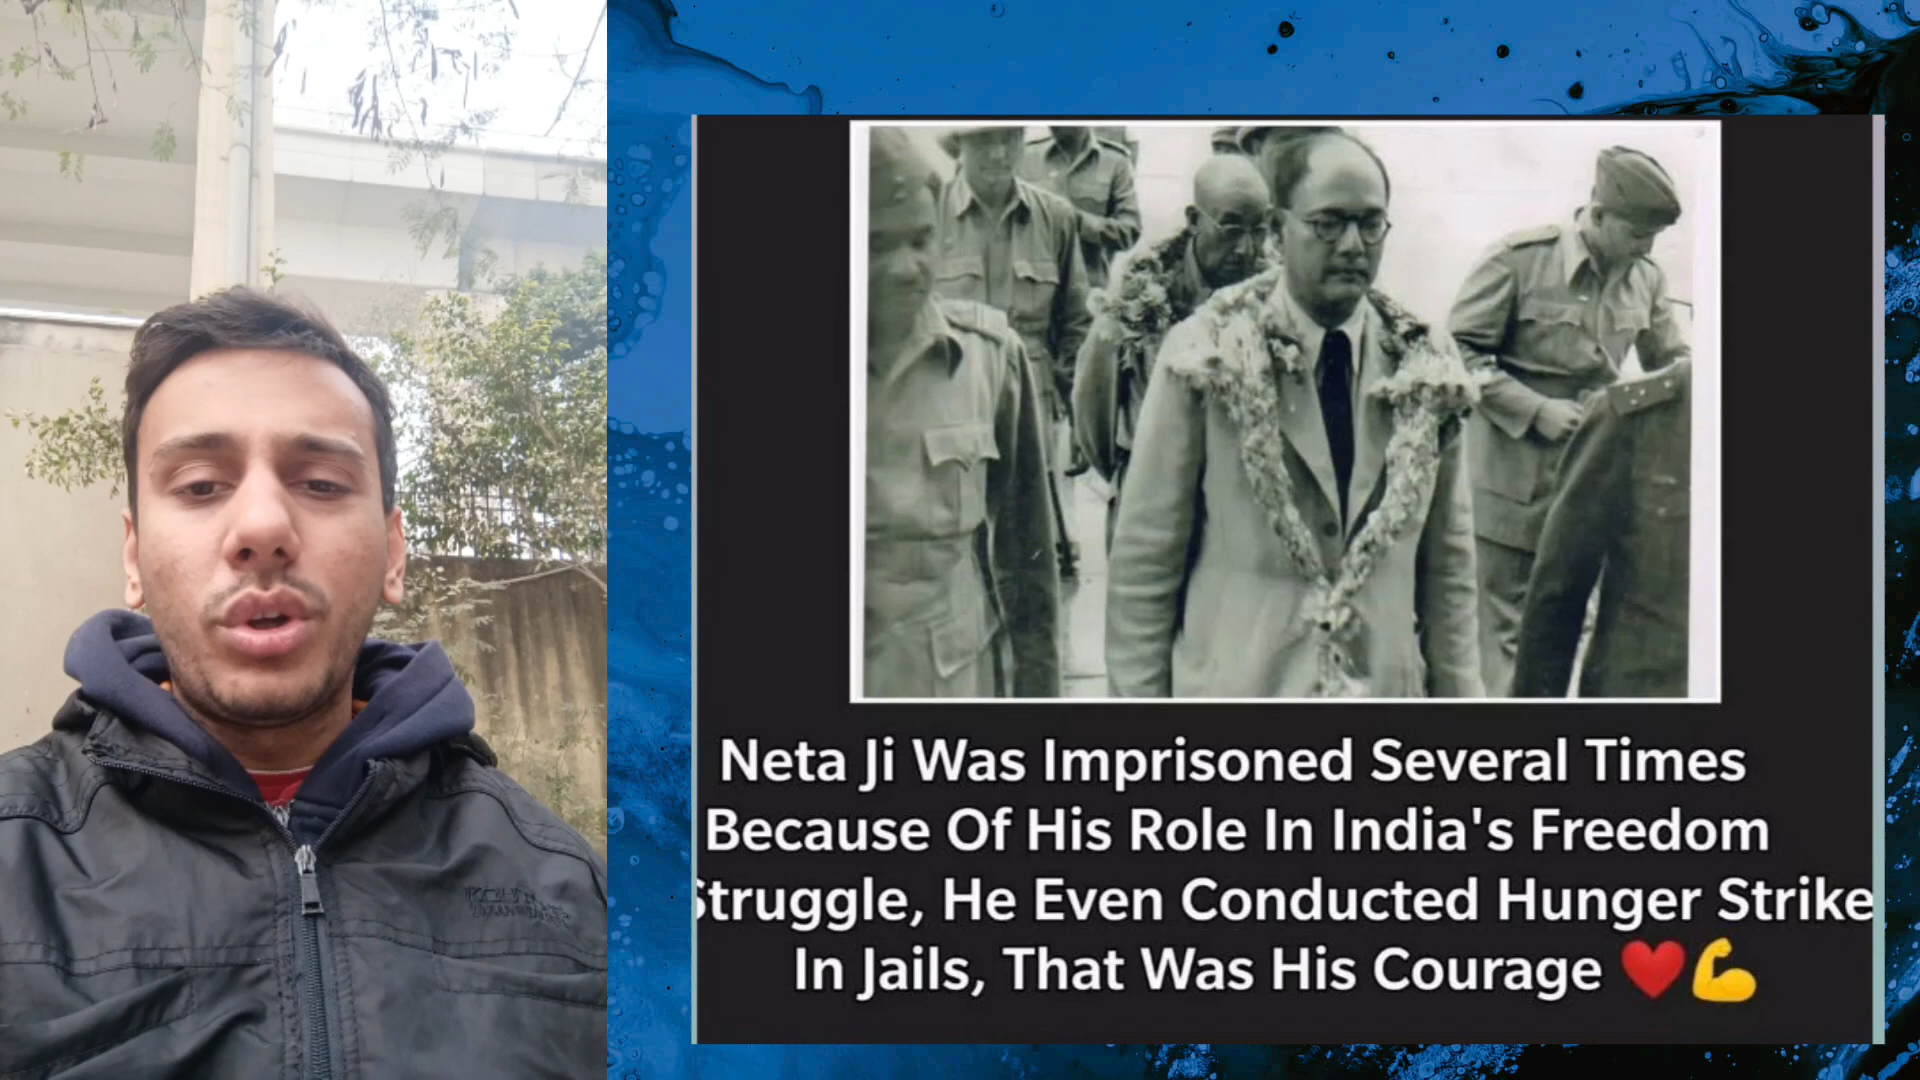 Neta Ji Was Imprisoned Several Times
Because Of His Role In India's Freedom
Struggle, He Even Conducted Hunger Strike
In Jails, That Was His Courage ❤️💪